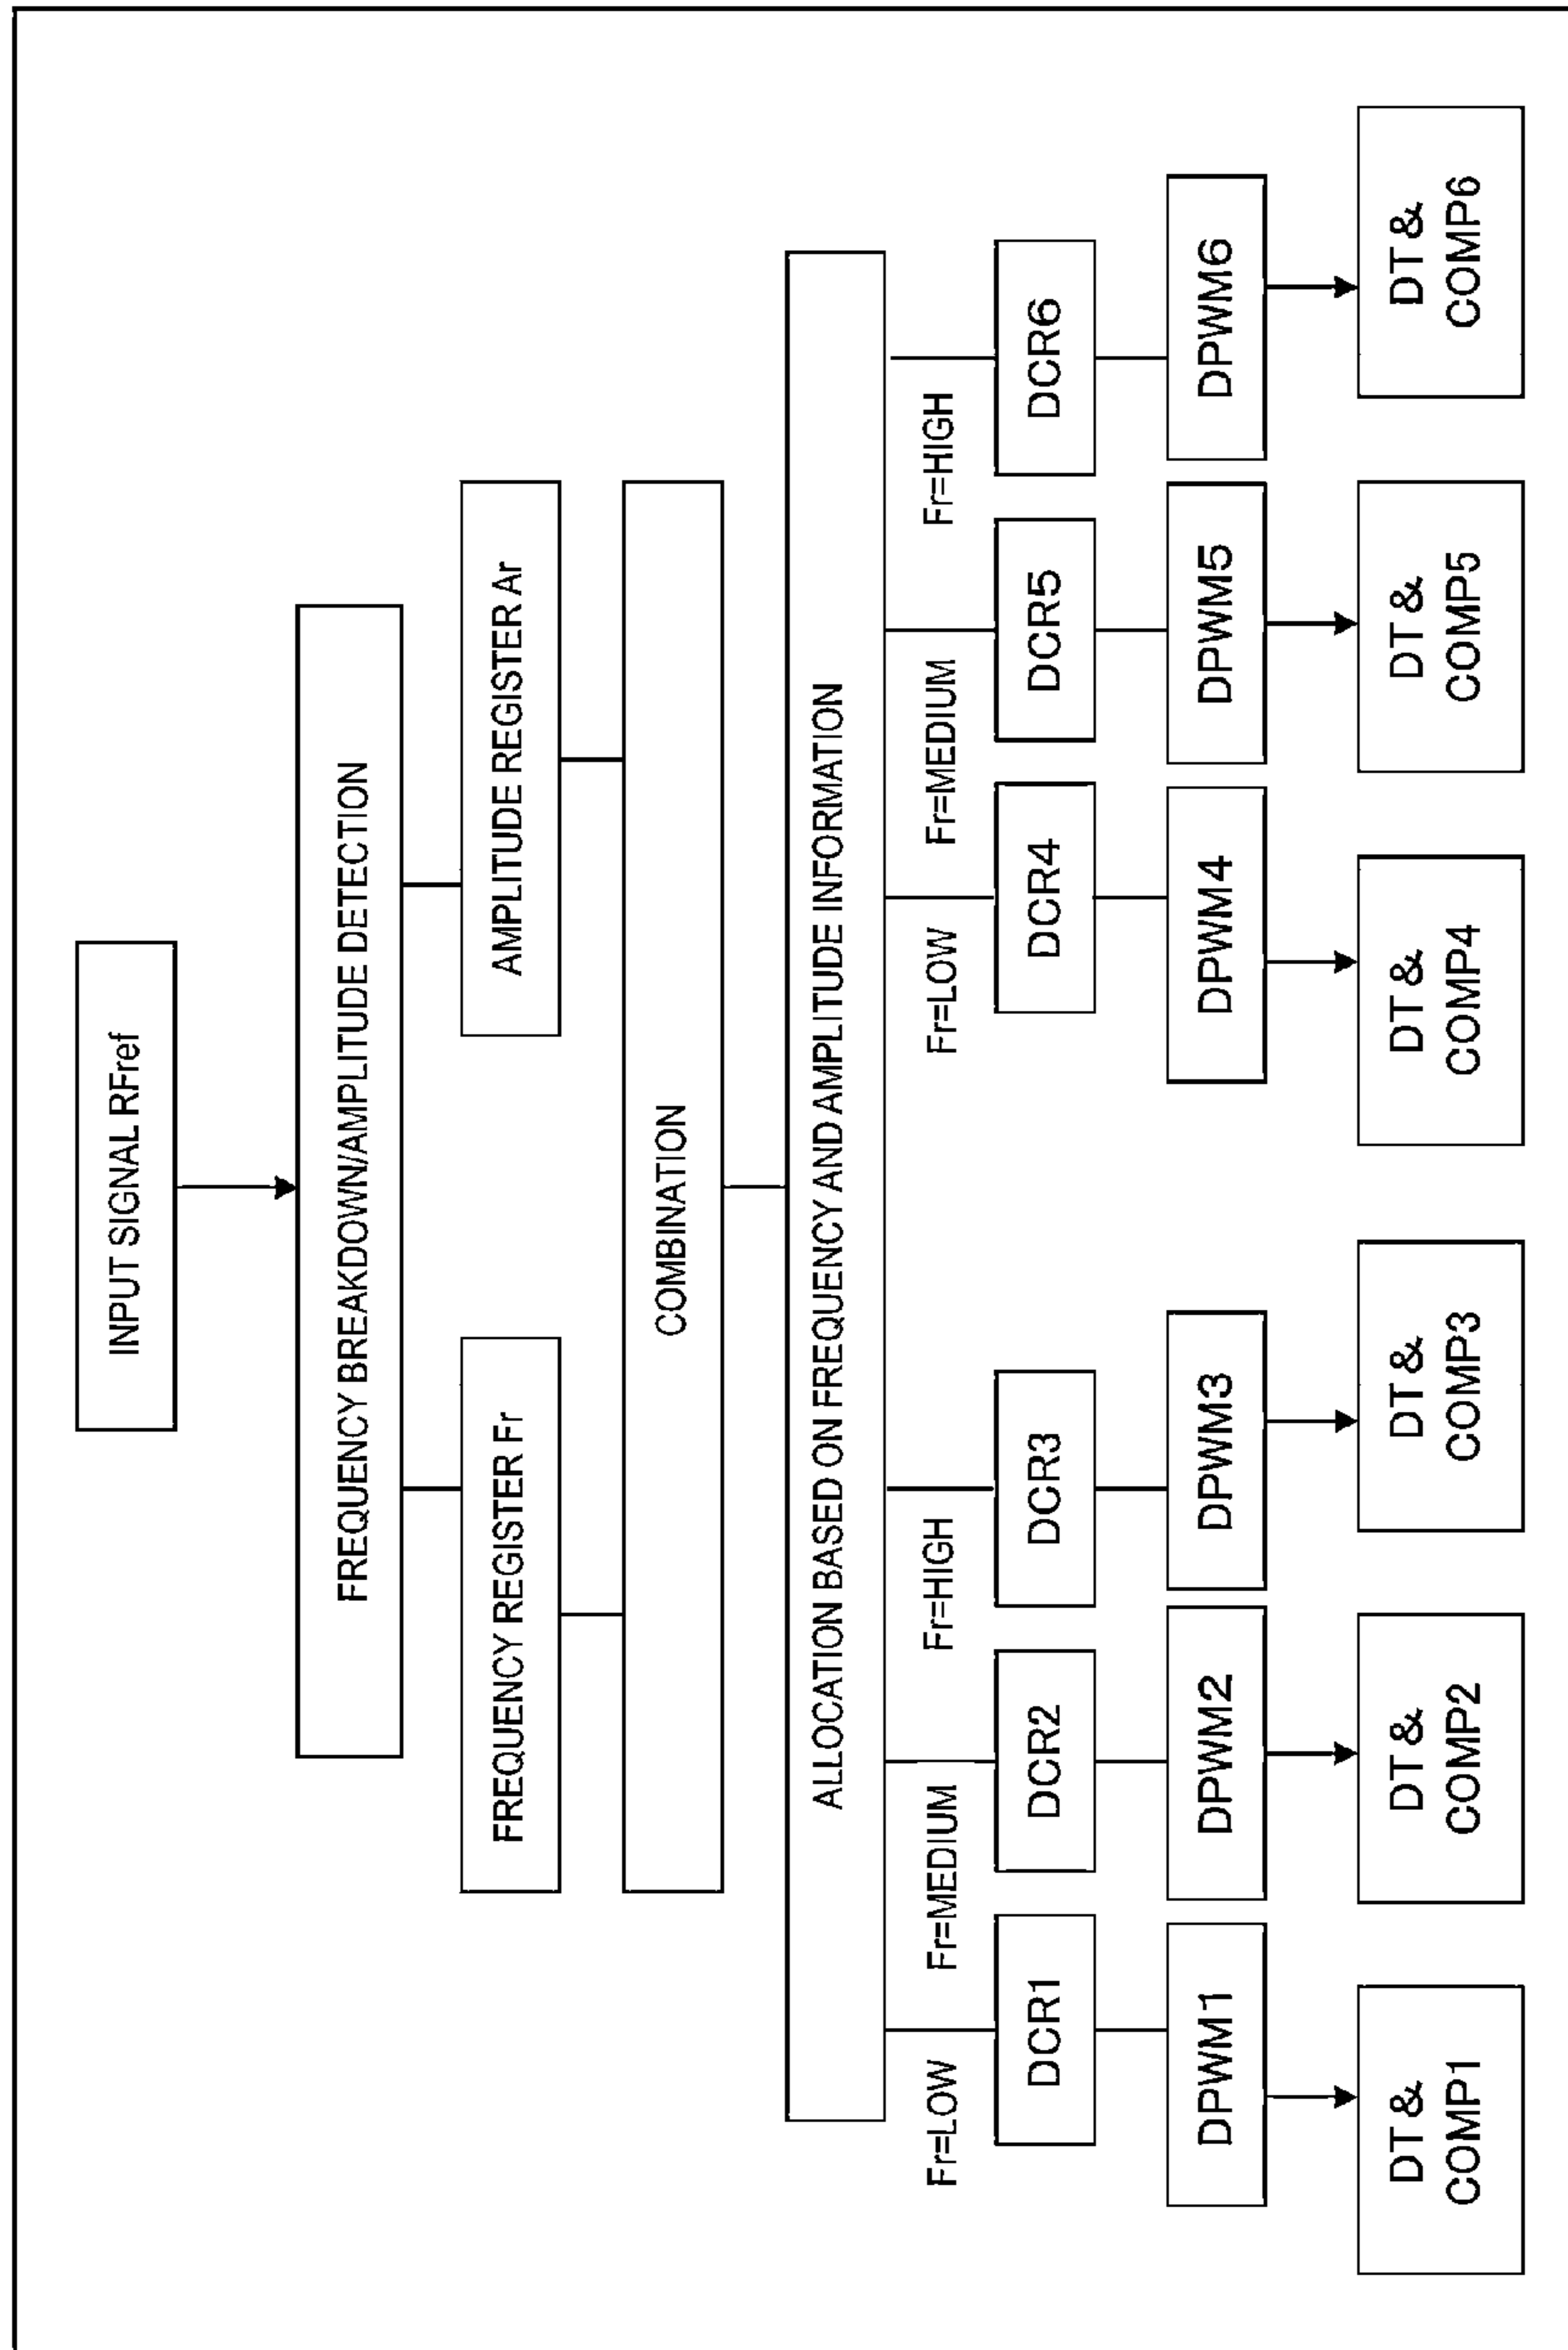 INPUT SIGNAL RFref
FREQUENCY BREAKDOWN/AMPLITUDE DETECTION
FREQUENCY REGISTER Fr
AMPLITUDE REGISTER Ar
COMBINATION
ALLOCATION BASED ON FREQUENCY AND AMPLITUDE INFORMATION
Fr=LOW
Fr=MEDIUM
Fr=HIGH
Fr=LOW
Fr=MEDIUM
Fr=HIGH
DCR1
DCR2
DCR3
DCR4
DCR5
DCR6
DPWM1
DPWM2
DPWM3
DPWM4
DPWM5
DPWM6
DT &
COMP1
DT &
COMP2
DT &
COMP3
DT &
COMP4
DT &
COMP5
DT &
COMP6